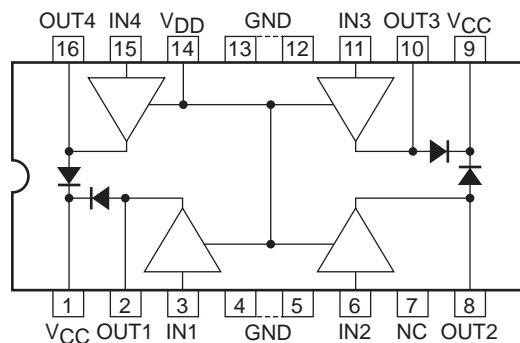 OUT4 IN4 VDD GND IN3 OUT3 VCC
16 15 14 13 12 11 10 9
1 2 3 4 5 6 7 8
VCC OUT1 IN1 GND IN2 NC OUT2